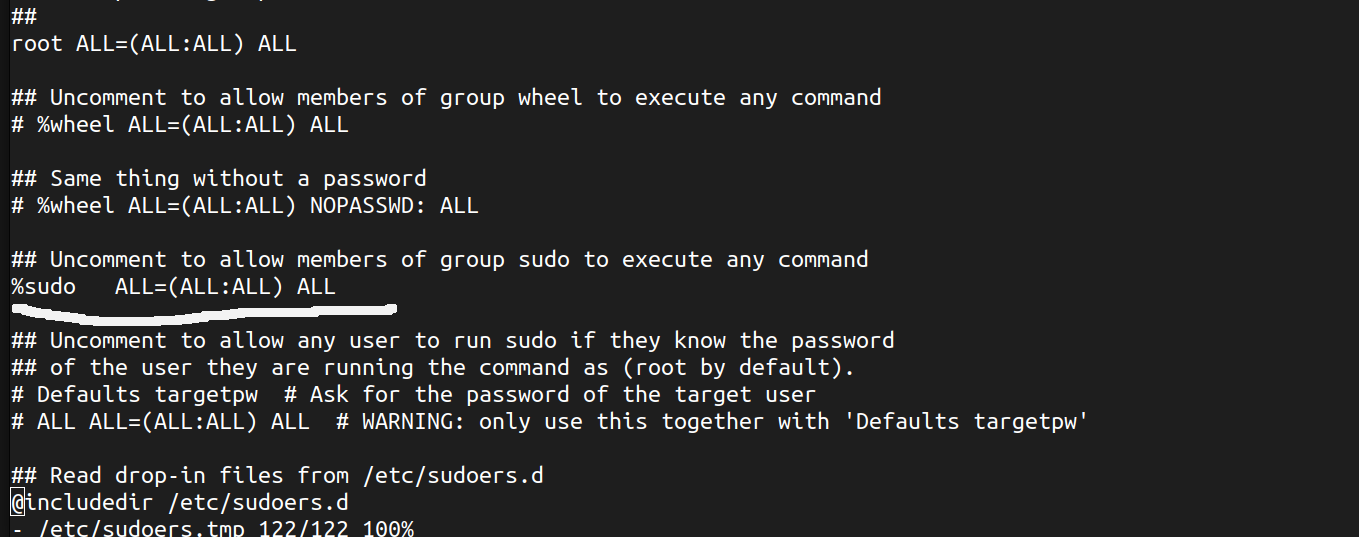 ##
root ALL=(ALL:ALL) ALL
## Uncomment to allow members of group wheel to execute any command
# %wheel ALL=(ALL:ALL) ALL
## Same thing without a password
# %wheel ALL=(ALL:ALL) NOPASSWD: ALL
## Uncomment to allow members of group sudo to execute any command
%sudo   ALL=(ALL:ALL) ALL
## Uncomment to allow any user to run sudo if they know the password
## of the user they are running the command as (root by default).
# Defaults targetpw  # Ask for the password of the target user
# ALL ALL=(ALL:ALL) ALL  # WARNING: only use this together with 'Defaults targetpw'
## Read drop-in files from /etc/sudoers.d
@includedir /etc/sudoers.d
- /etc/sudoers.tmp 122/122 100%